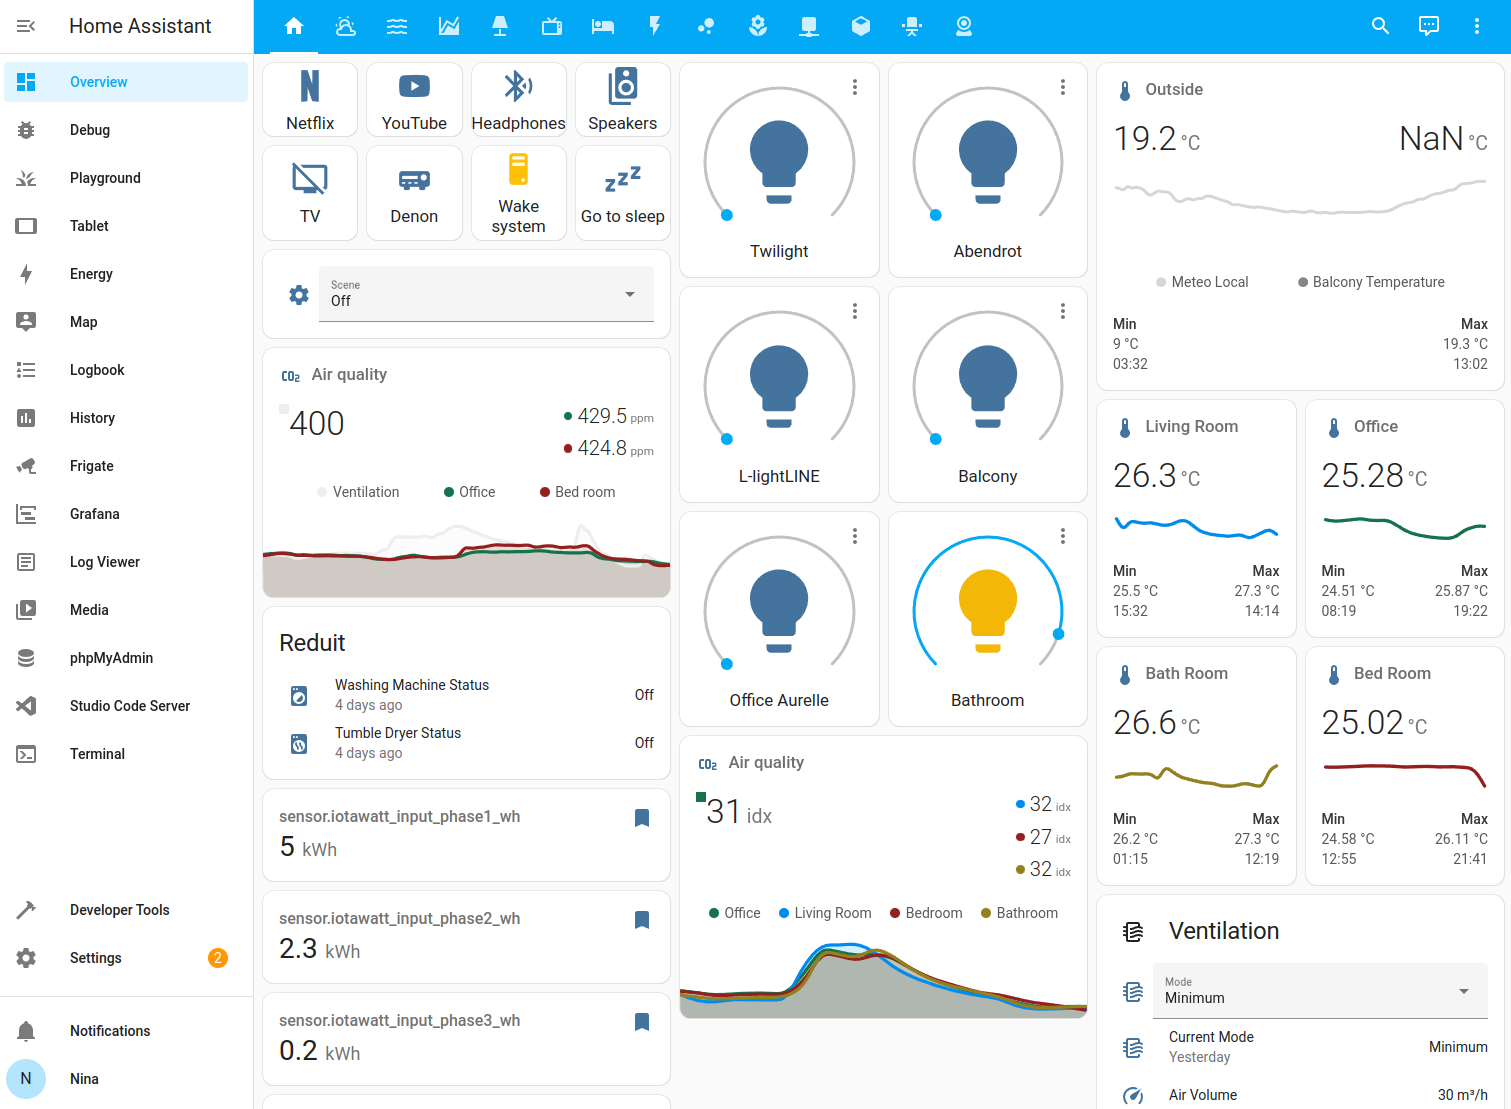 Home Assistant
Overview
Debug
Playground
Tablet
Energy
Map
Logbook
History
Frigate
Grafana
Log Viewer
Media
phpMyAdmin
Studio Code Server
Terminal
Developer Tools
Settings
2
Notifications
N
Nina
Netflix
YouTube
Headphones
Speakers
TV
Denon
Wake
system
Go to sleep
Scene
Off
CO₂ Air quality
400
429.5 ppm
424.8 ppm
Ventilation
Office
Bed room
Reduit
Washing Machine Status
4 days ago
Off
Tumble Dryer Status
4 days ago
Off
sensor.iotawatt_input_phase1_wh
5 kWh
sensor.iotawatt_input_phase2_wh
2.3 kWh
sensor.iotawatt_input_phase3_wh
0.2 kWh
Twilight
Abendrot
L-lightLINE
Balcony
Office Aurelle
Bathroom
CO₂ Air quality
31 idx
32 idx
27 idx
32 idx
Office
Living Room
Bedroom
Bathroom
Outside
19.2 °C
NaN °C
Meteo Local
Balcony Temperature
Min
Max
9 °C
19.3 °C
03:32
13:02
Living Room
26.3 °C
Min
Max
25.5 °C
27.3 °C
15:32
14:14
Office
25.28 °C
Min
Max
24.51 °C
25.87 °C
08:19
19:22
Bath Room
26.6 °C
Min
Max
26.2 °C
27.3 °C
01:15
12:19
Bed Room
25.02 °C
Min
Max
24.58 °C
26.11 °C
12:55
21:41
Ventilation
Mode
Minimum
Current Mode
Yesterday
Minimum
Air Volume
30 m³/h